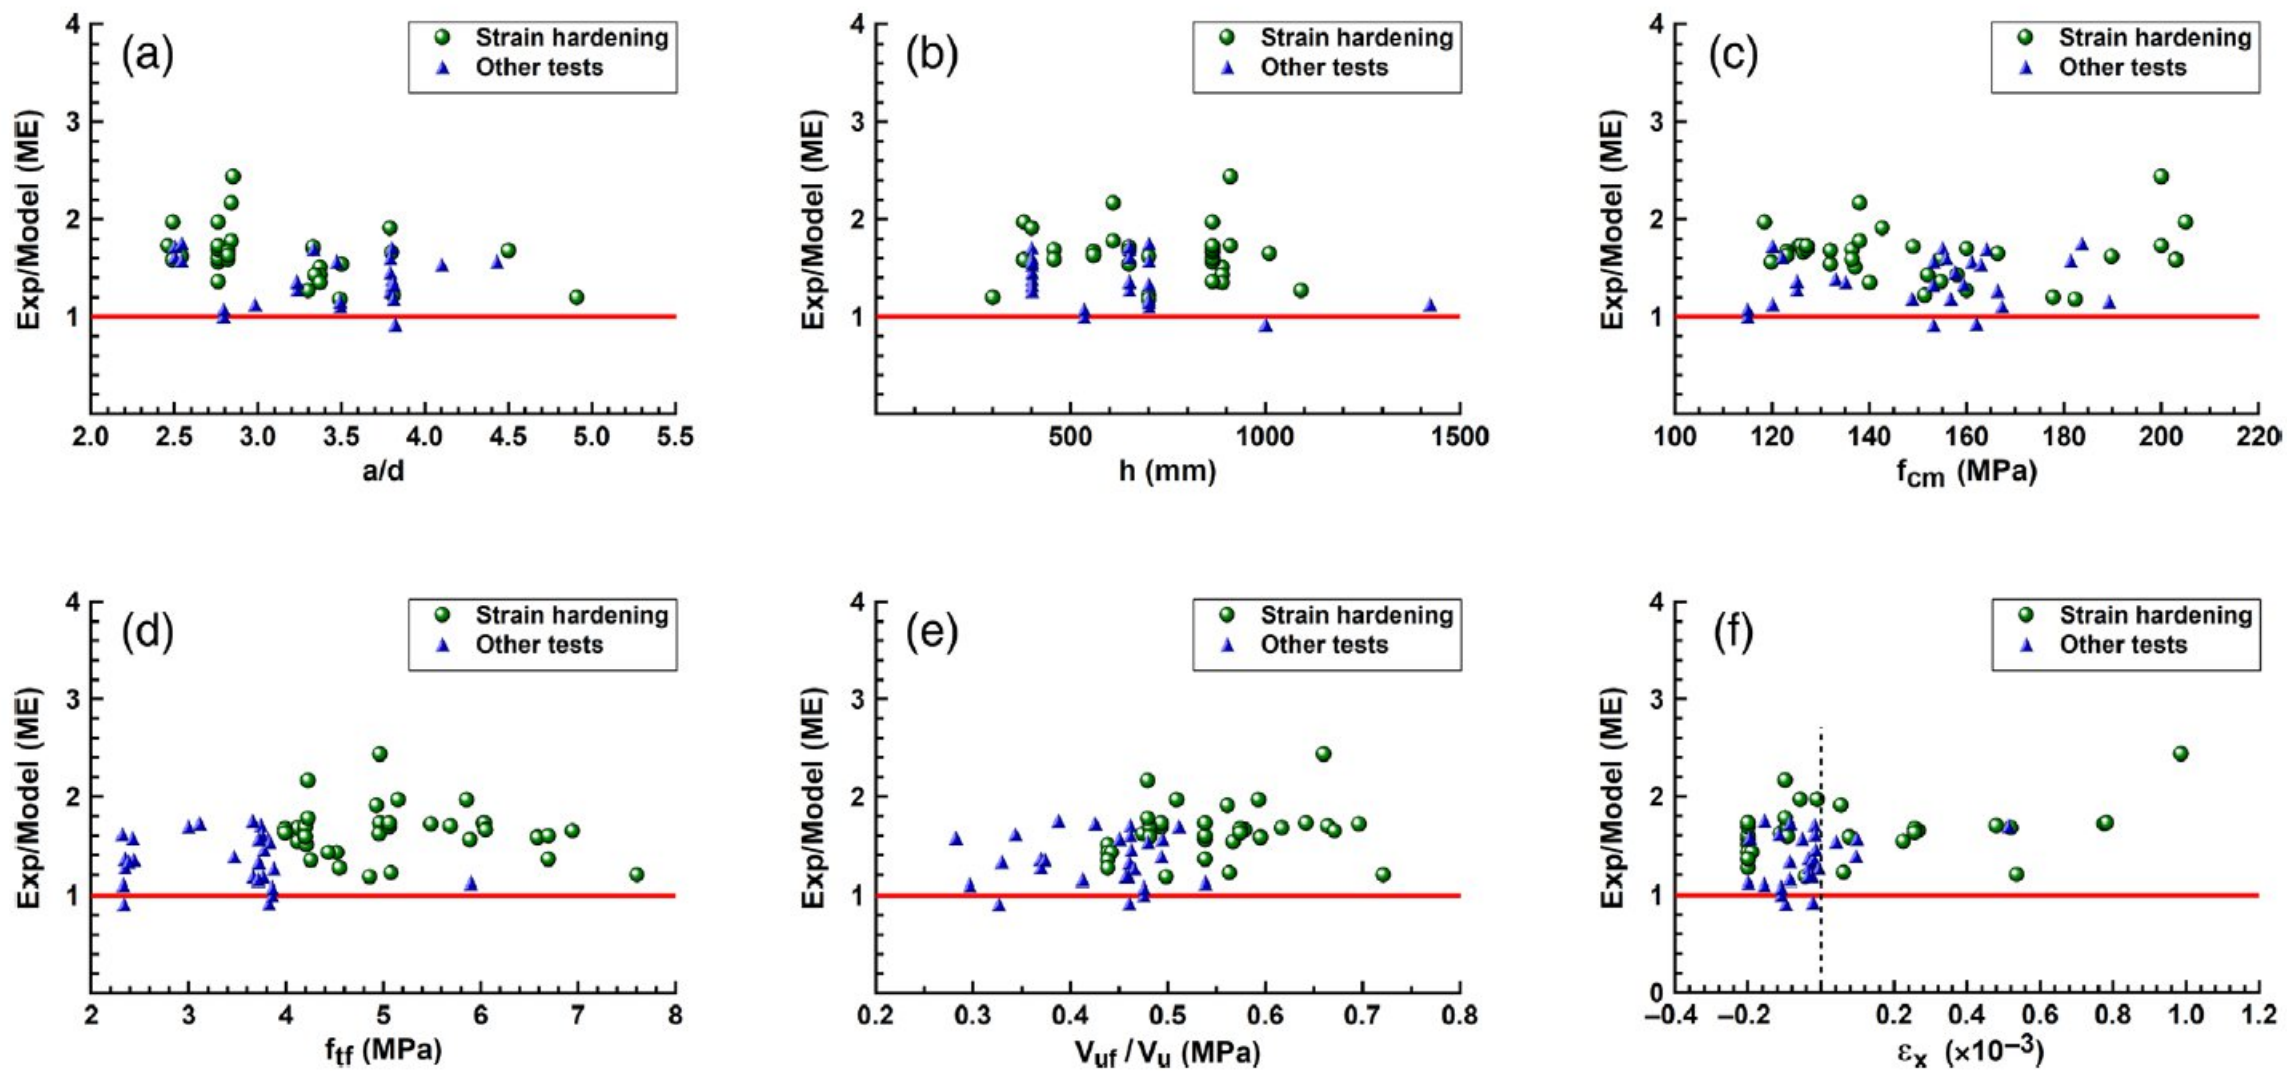 (a)
Strain hardening
Other tests
Exp/Model (ME)
4
3
2
1
2.0 2.5 3.0 3.5 4.0 4.5 5.0 5.5
a/d
(b)
Strain hardening
Other tests
Exp/Model (ME)
4
3
2
1
500 1000 1500
h (mm)
(c)
Strain hardening
Other tests
Exp/Model (ME)
4
3
2
1
100 120 140 160 180 200 220
fcm (MPa)
(d)
Strain hardening
Other tests
Exp/Model (ME)
4
3
2
1
2 3 4 5 6 7 8
ftf (MPa)
(e)
Strain hardening
Other tests
Exp/Model (ME)
4
3
2
1
0.2 0.3 0.4 0.5 0.6 0.7 0.8
Vuf / Vu (MPa)
(f)
Strain hardening
Other tests
Exp/Model (ME)
4
3
2
1
0
–0.4 –0.2 0.2 0.4 0.6 0.8 1.0 1.2
εx (×10⁻³)